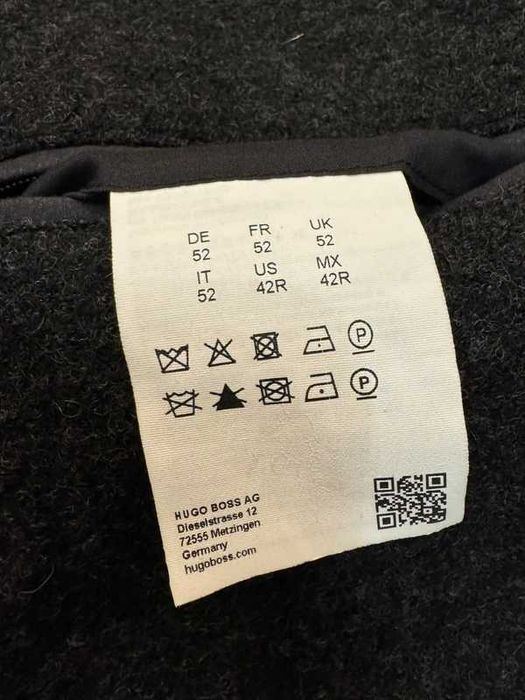 DE FR UK
52 52 52
IT US MX
52 42R 42R
P
P
HUGO BOSS AG
Dieselstrasse 12
72555 Metzingen
Germany
hugoboss.com